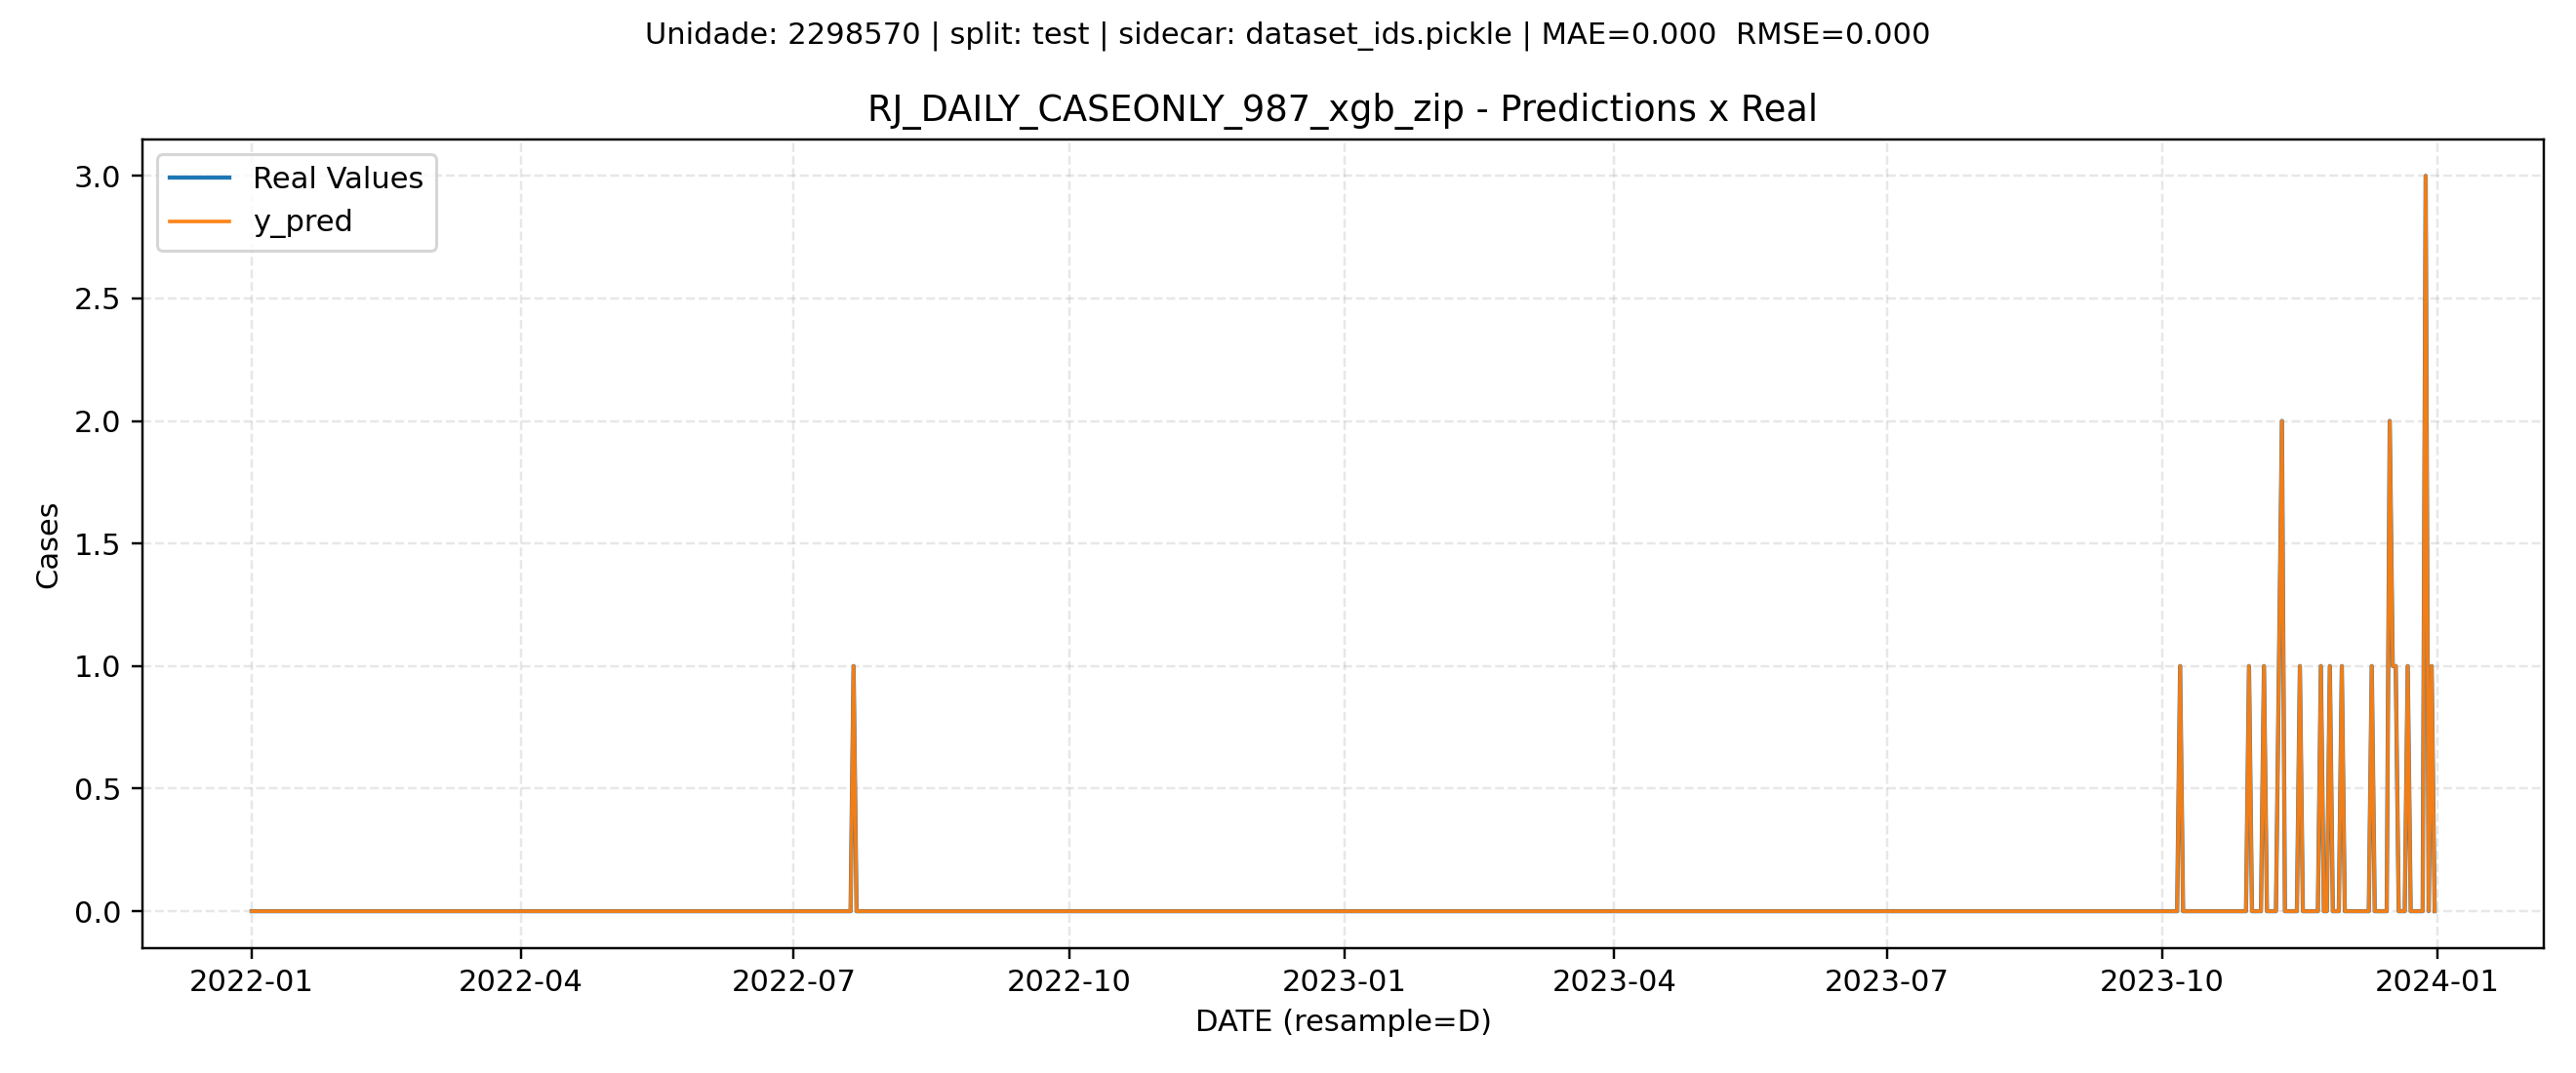 Unidade: 2298570 | split: test | sidecar: dataset_ids.pickle | MAE=0.000  RMSE=0.000
RJ_DAILY_CASEONLY_987_xgb_zip - Predictions x Real
Real Values
y_pred
3.0
2.5
2.0
1.5
1.0
0.5
0.0
Cases
2022-01 2022-04 2022-07 2022-10 2023-01 2023-04 2023-07 2023-10 2024-01
DATE (resample=D)